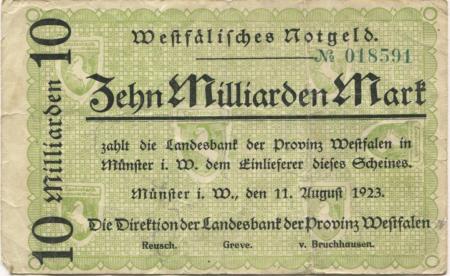 10 Milliarden 10
Westfälisches Notgeld.
№ 018591
Zehn Milliarden Mark
zahlt die Landesbank der Provinz Westfalen in
Münster i. W. dem Einlieferer dieses Scheines.
Münster i. W., den 11. August 1923.
Die Direktion der Landesbank der Provinz Westfalen
Reusch. Greve. v. Bruchhausen.